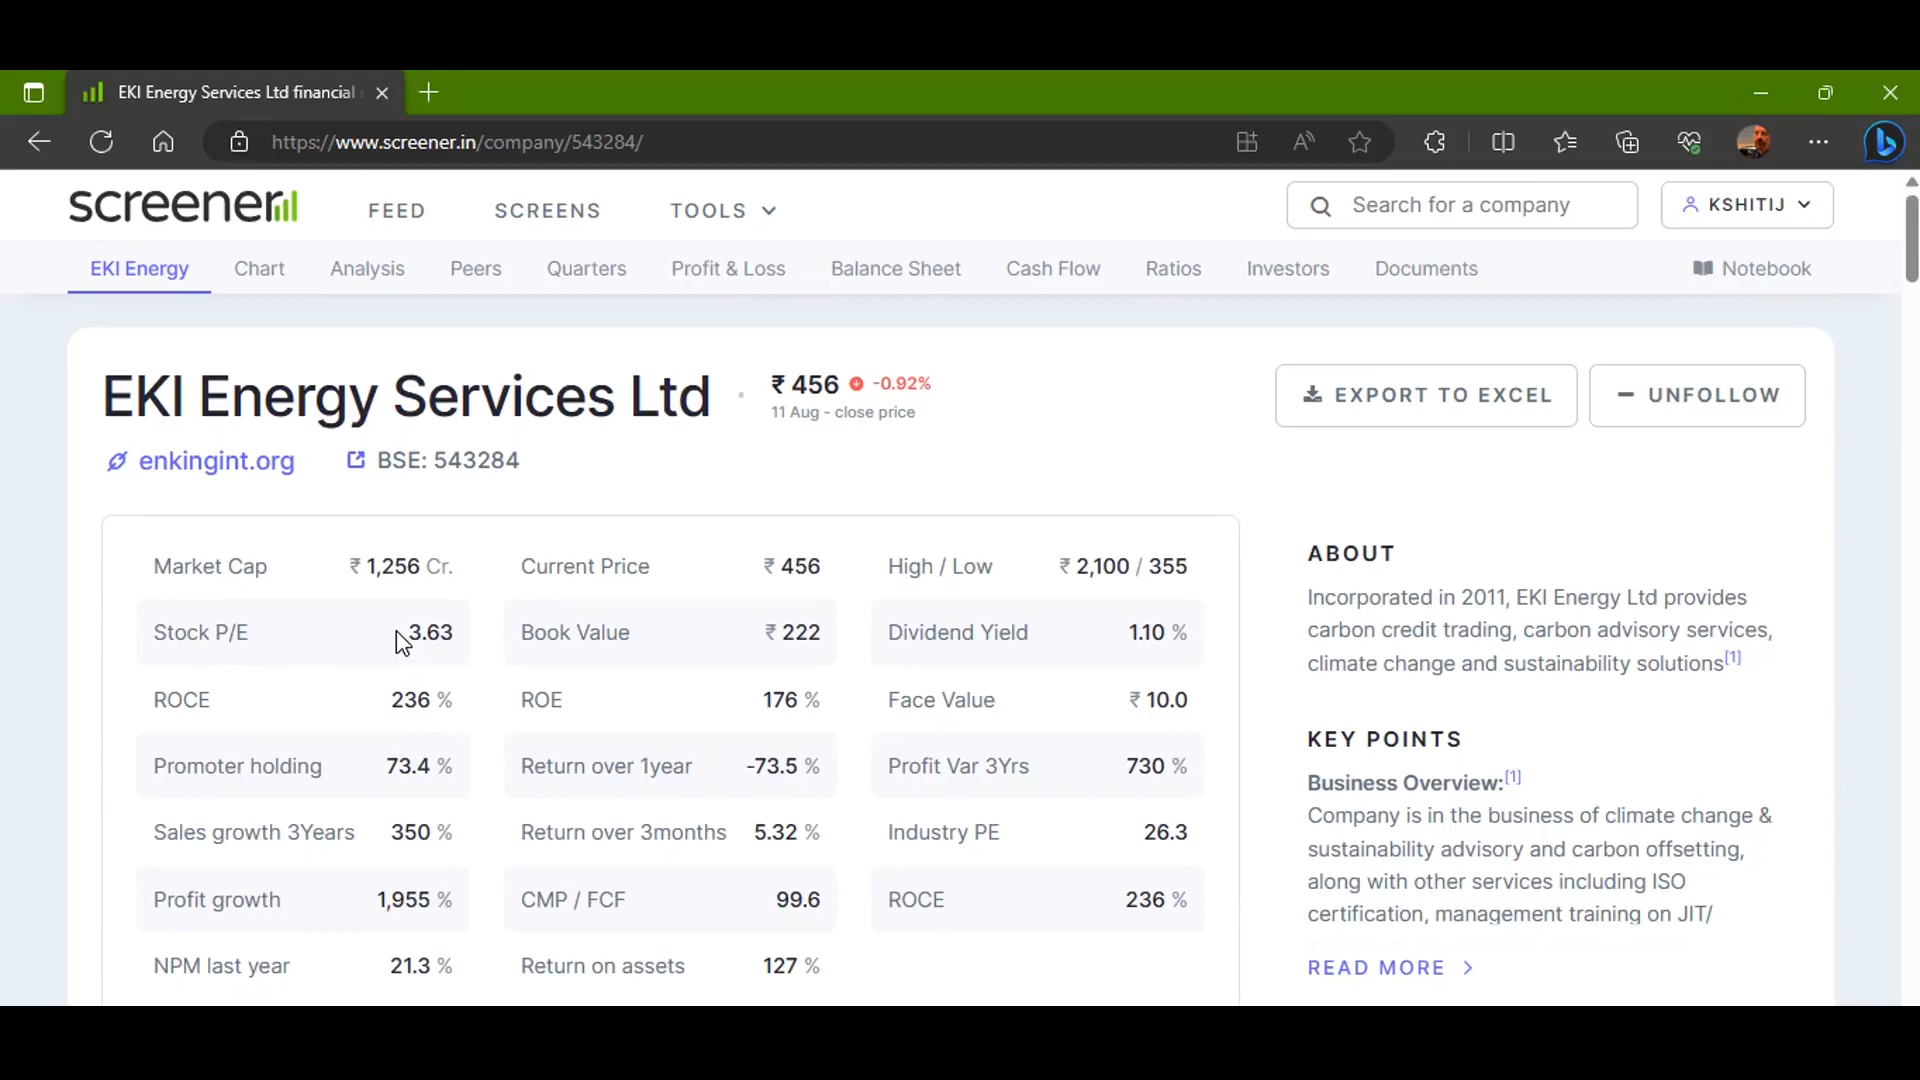 EKI Energy Services Ltd financial
https://www.screener.in/company/543284/
screener
FEED
SCREENS
TOOLS
Search for a company
KSHITIJ
EKI Energy
Chart
Analysis
Peers
Quarters
Profit & Loss
Balance Sheet
Cash Flow
Ratios
Investors
Documents
Notebook
EKI Energy Services Ltd
₹ 456 -0.92%
11 Aug - close price
EXPORT TO EXCEL
UNFOLLOW
enkingint.org
BSE: 543284
Market Cap ₹ 1,256 Cr.
Current Price ₹ 456
High / Low ₹ 2,100 / 355
Stock P/E 3.63
Book Value ₹ 222
Dividend Yield 1.10 %
ROCE 236 %
ROE 176 %
Face Value ₹ 10.0
Promoter holding 73.4 %
Return over 1year -73.5 %
Profit Var 3Yrs 730 %
Sales growth 3Years 350 %
Return over 3months 5.32 %
Industry PE 26.3
Profit growth 1,955 %
CMP / FCF 99.6
ROCE 236 %
NPM last year 21.3 %
Return on assets 127 %
ABOUT
Incorporated in 2011, EKI Energy Ltd provides
carbon credit trading, carbon advisory services,
climate change and sustainability solutions[1]
KEY POINTS
Business Overview:[1]
Company is in the business of climate change &
sustainability advisory and carbon offsetting,
along with other services including ISO
certification, management training on JIT/
READ MORE